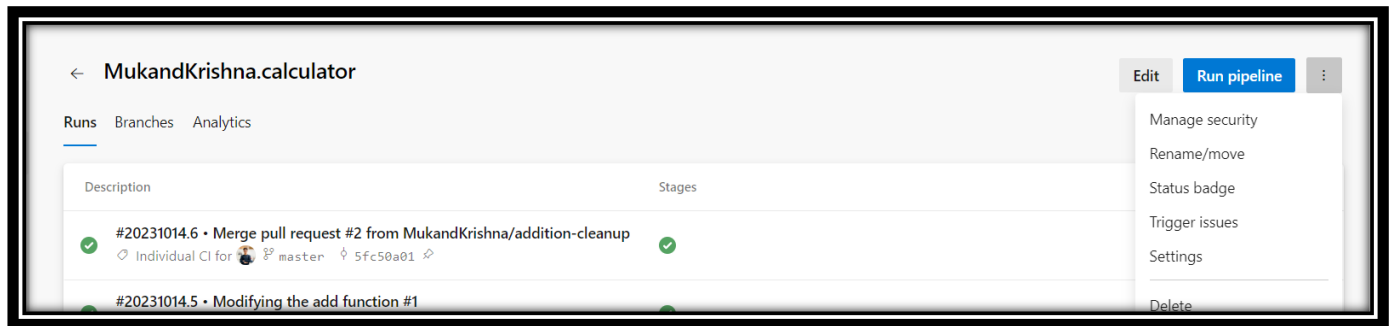 MukandKrishna.calculator
Edit
Run pipeline
Runs Branches Analytics
Manage security
Rename/move
Status badge
Trigger issues
Settings
Delete
Description Stages
#20231014.6 • Merge pull request #2 from MukandKrishna/addition-cleanup
Individual CI for master 5fc50a01
#20231014.5 • Modifying the add function #1